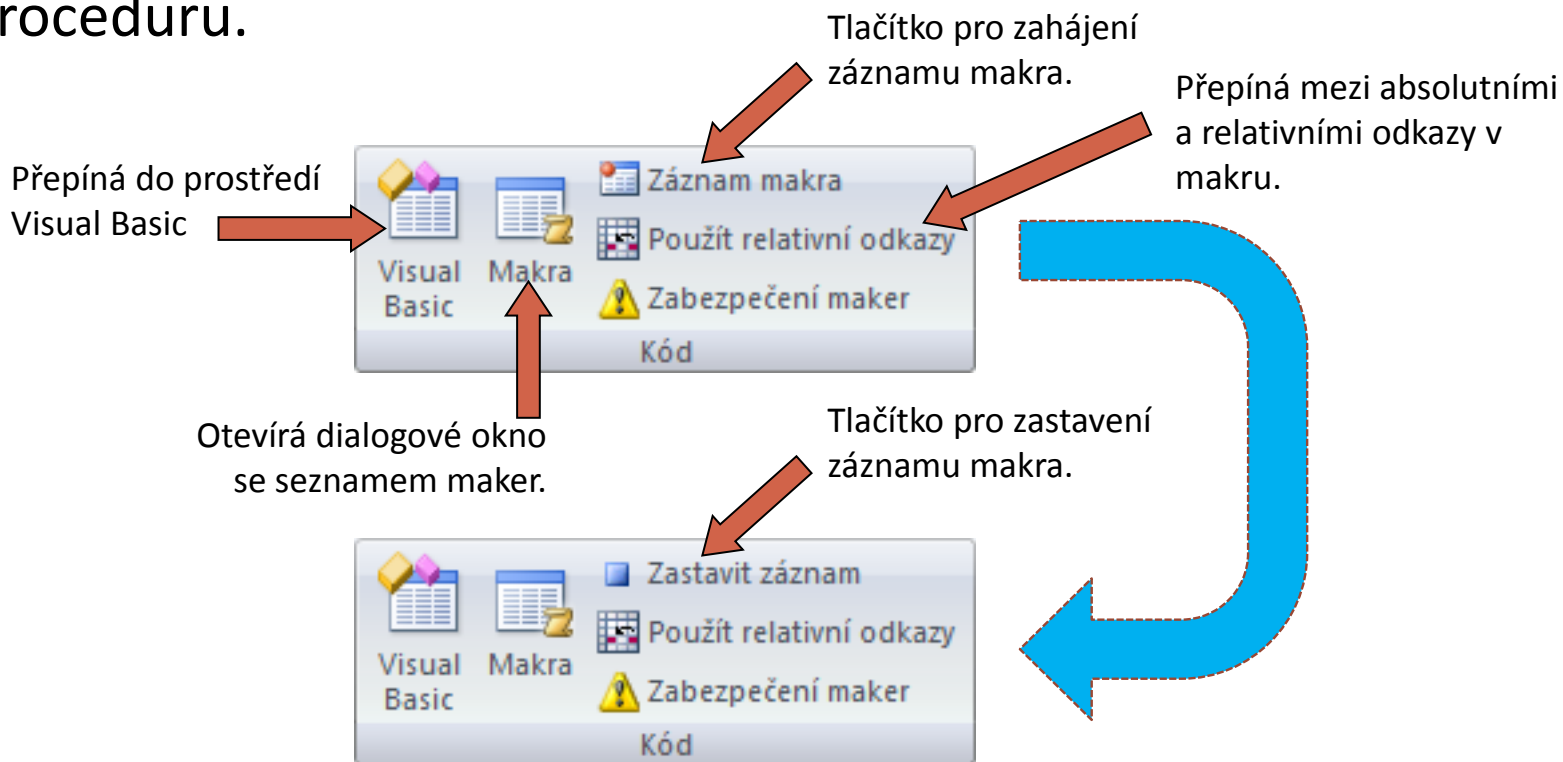 roceduru.
Tlačítko pro zahájení
záznamu makra.
Přepíná mezi absolutními
a relativními odkazy v
makru.
Přepíná do prostředí
Visual Basic
Záznam makra
Použít relativní odkazy
Zabezpečení maker
Visual
Basic
Makra
Kód
Otevírá dialogové okno
se seznamem maker.
Tlačítko pro zastavení
záznamu makra.
Zastavit záznam
Použít relativní odkazy
Zabezpečení maker
Visual
Basic
Makra
Kód